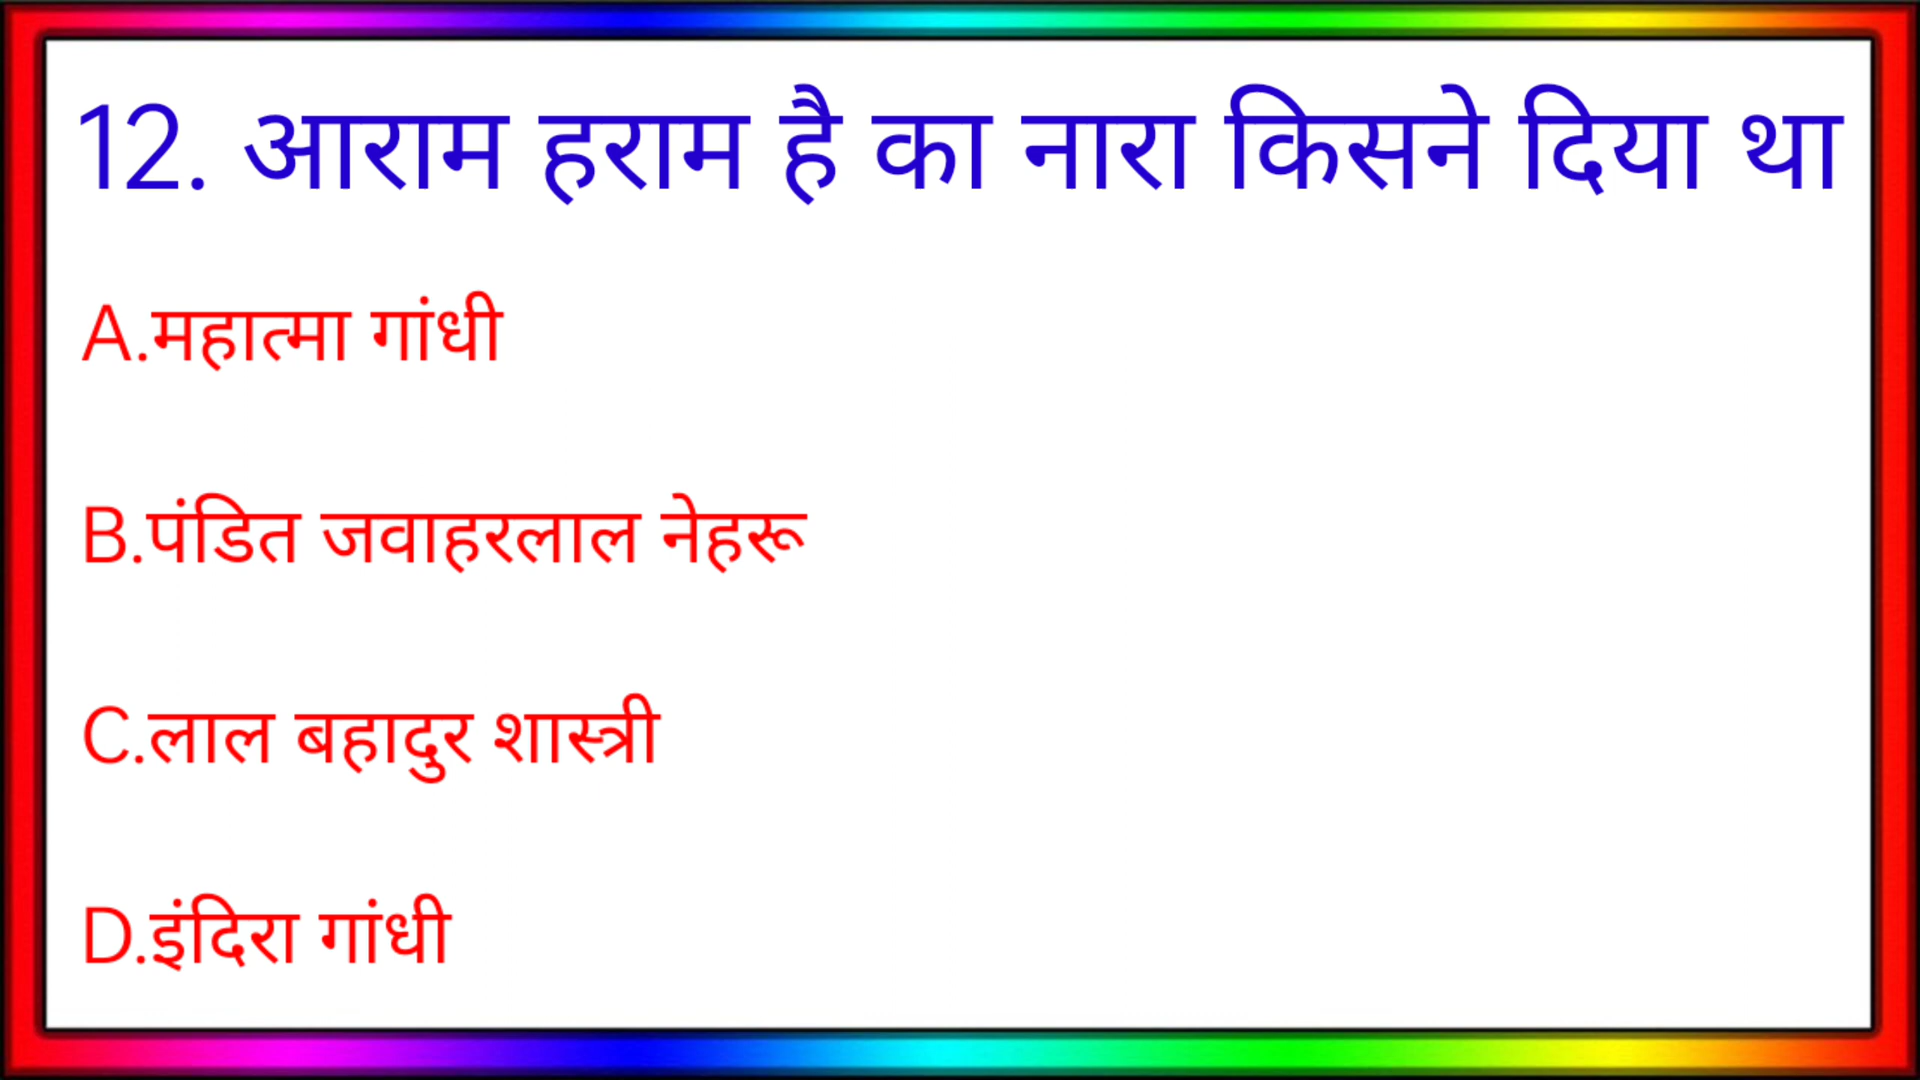 12. आराम हराम है का नारा किसने दिया था
A.महात्मा गांधी
B.पंडित जवाहरलाल नेहरू
C.लाल बहादुर शास्त्री
D.इंदिरा गांधी